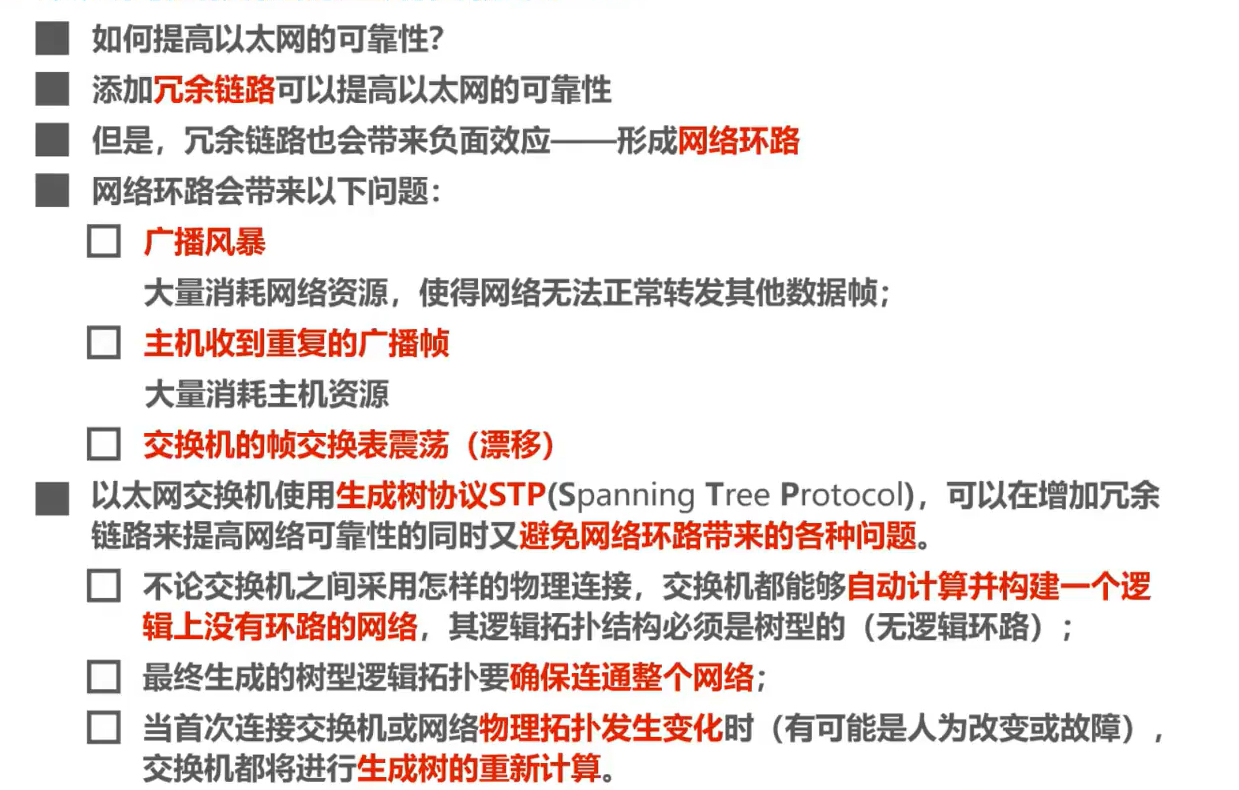 如何提高以太网的可靠性?
添加冗余链路可以提高以太网的可靠性
但是，冗余链路也会带来负面效应——形成网络环路
网络环路会带来以下问题：
广播风暴
大量消耗网络资源，使得网络无法正常转发其他数据帧；
主机收到重复的广播帧
大量消耗主机资源
交换机的帧交换表震荡（漂移）
以太网交换机使用生成树协议STP(Spanning Tree Protocol)，可以在增加冗余
链路来提高网络可靠性的同时又避免网络环路带来的各种问题。
不论交换机之间采用怎样的物理连接，交换机都能够自动计算并构建一个逻
辑上没有环路的网络，其逻辑拓扑结构必须是树型的（无逻辑环路）；
最终生成的树型逻辑拓扑要确保连通整个网络；
当首次连接交换机或网络物理拓扑发生变化时（有可能是人为改变或故障），
交换机都将进行生成树的重新计算。